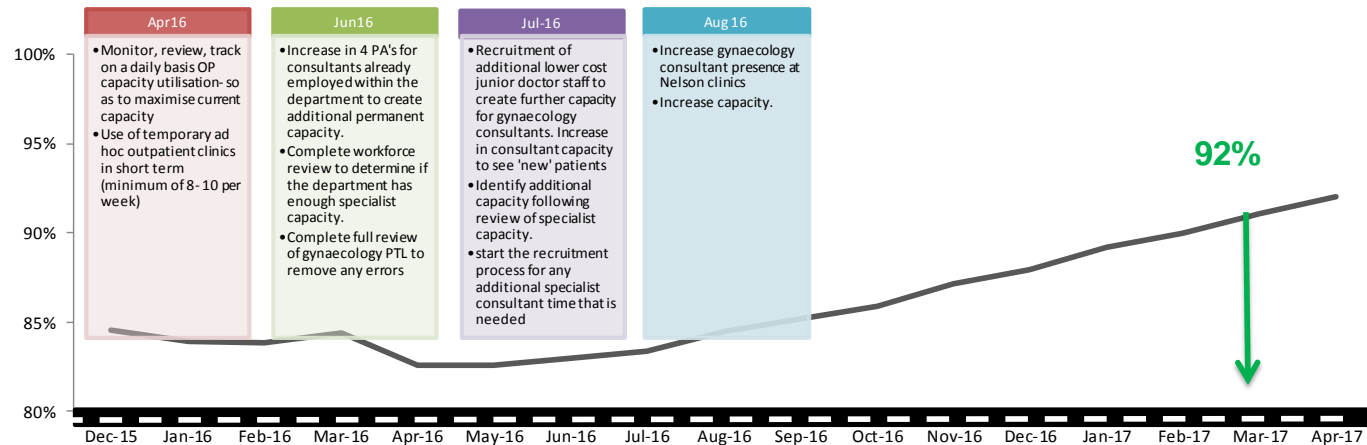 Apr16
•Monitor, review, track
on a daily basis OP
capacity utilisation- so
as to maximise current
capacity
•Use of temporary ad
hoc outpatient clinics
in short term
(minimum of 8- 10 per
week)
Jun16
•Increase in 4 PA's for
consultants already
employed within the
department to create
additional permanent
capacity.
•Complete workforce
review to determine if
the department has
enough specialist
capacity.
•Complete full review
of gynaecology PTL to
remove any errors
Jul-16
•Recruitment of
additional lower cost
junior doctor staff to
create further capacity
for gynaecology
consultants. Increase
in consultant capacity
to see 'new' patients
•Identify additional
capacity following
review of specialist
capacity.
•start the recruitment
process for any
additional specialist
consultant time that is
needed
Aug 16
•Increase gynaecology
consultant presence at
Nelson clinics
•Increase capacity.
92%
100%
95%
90%
85%
80%
Dec-15 Jan-16 Feb-16 Mar-16 Apr-16 May-16 Jun-16 Jul-16 Aug-16 Sep-16 Oct-16 Nov-16 Dec-16 Jan-17 Feb-17 Mar-17 Apr-17